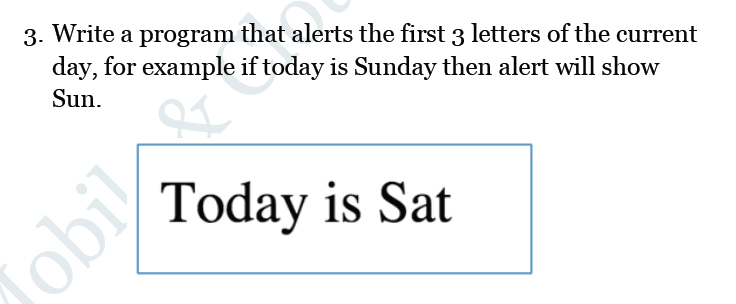 3. Write a program that alerts the first 3 letters of the current
day, for example if today is Sunday then alert will show
Sun.
Today is Sat